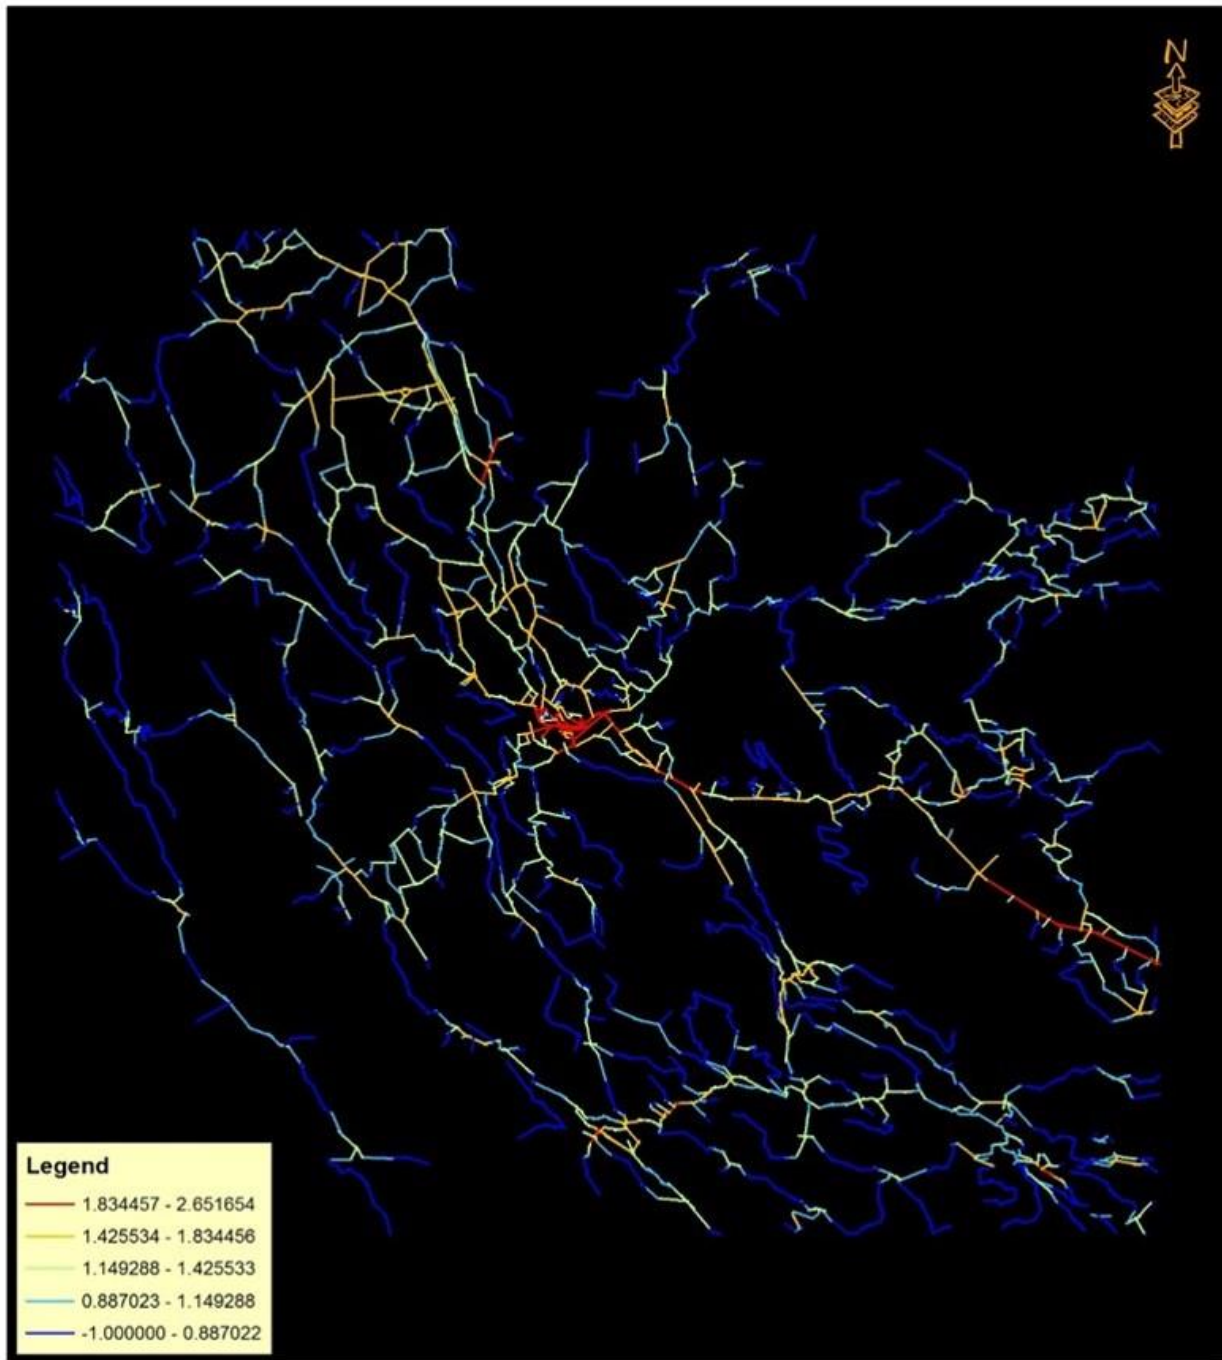 N
Legend
1.834457 - 2.651654
1.425534 - 1.834456
1.149288 - 1.425533
0.887023 - 1.149288
-1.000000 - 0.887022